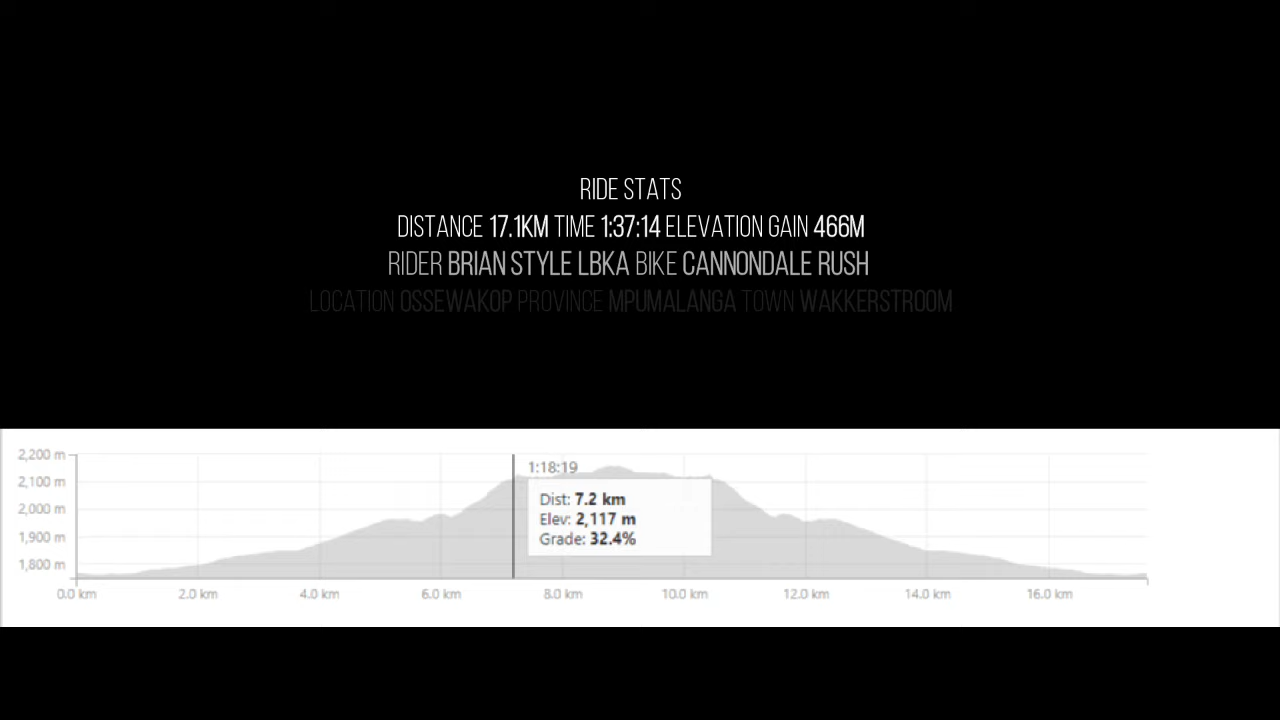 RIDE STATS
DISTANCE 17.1KM TIME 1:37:14 ELEVATION GAIN 466M
RIDER BRIAN STYLE LBKA BIKE CANNONDALE RUSH
LOCATION OSSEWAKOP PROVINCE MPUMALANGA TOWN WAKKERSTROOM
2,200 m
1:18:19
2,100 m
Dist: 7.2 km
2,000 m
Elev: 2,117 m
1,900 m
Grade: 32.4%
1,800 m
0.0 km 2.0 km 4.0 km 6.0 km 8.0 km 10.0 km 12.0 km 14.0 km 16.0 km